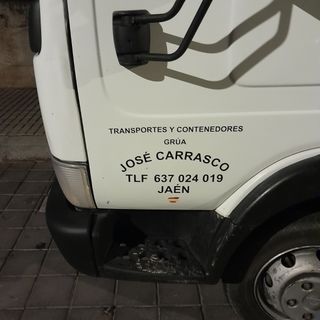 TRANSPORTES Y CONTENEDORES
GRÚA
JOSÉ CARRASCO
TLF 637 024 019
JAÉN